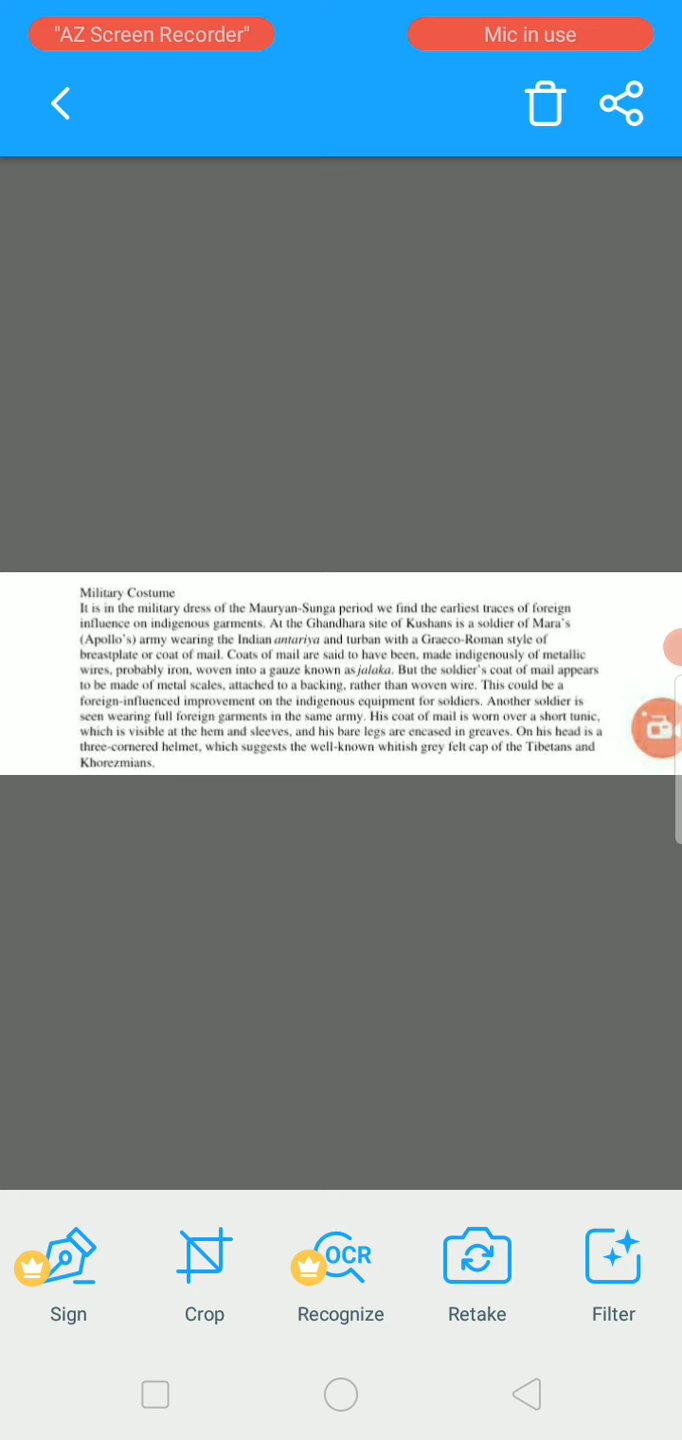 "AZ Screen Recorder" Mic in use
Military Costume
It is in the military dress of the Mauryan-Sunga period we find the earliest traces of foreign
influence on indigenous garments. At the Ghandhara site of Kushans is a soldier of Mara's
(Apollo's) army wearing the Indian antariya and turban with a Graeco-Roman style of
breastplate or coat of mail. Coats of mail are said to have been, made indigenously of metallic
wires, probably iron, woven into a gauze known as jalaka. But the soldier's coat of mail appears
to be made of metal scales, attached to a backing, rather than woven wire. This could be a
foreign-influenced improvement on the indigenous equipment for soldiers. Another soldier is
seen wearing full foreign garments in the same army. His coat of mail is worn over a short tunic,
which is visible at the hem and sleeves, and his bare legs are encased in greaves. On his head is a
three-cornered helmet, which suggests the well-known whitish grey felt cap of the Tibetans and
Khorezmians.
OCR
Sign Crop Recognize Retake Filter